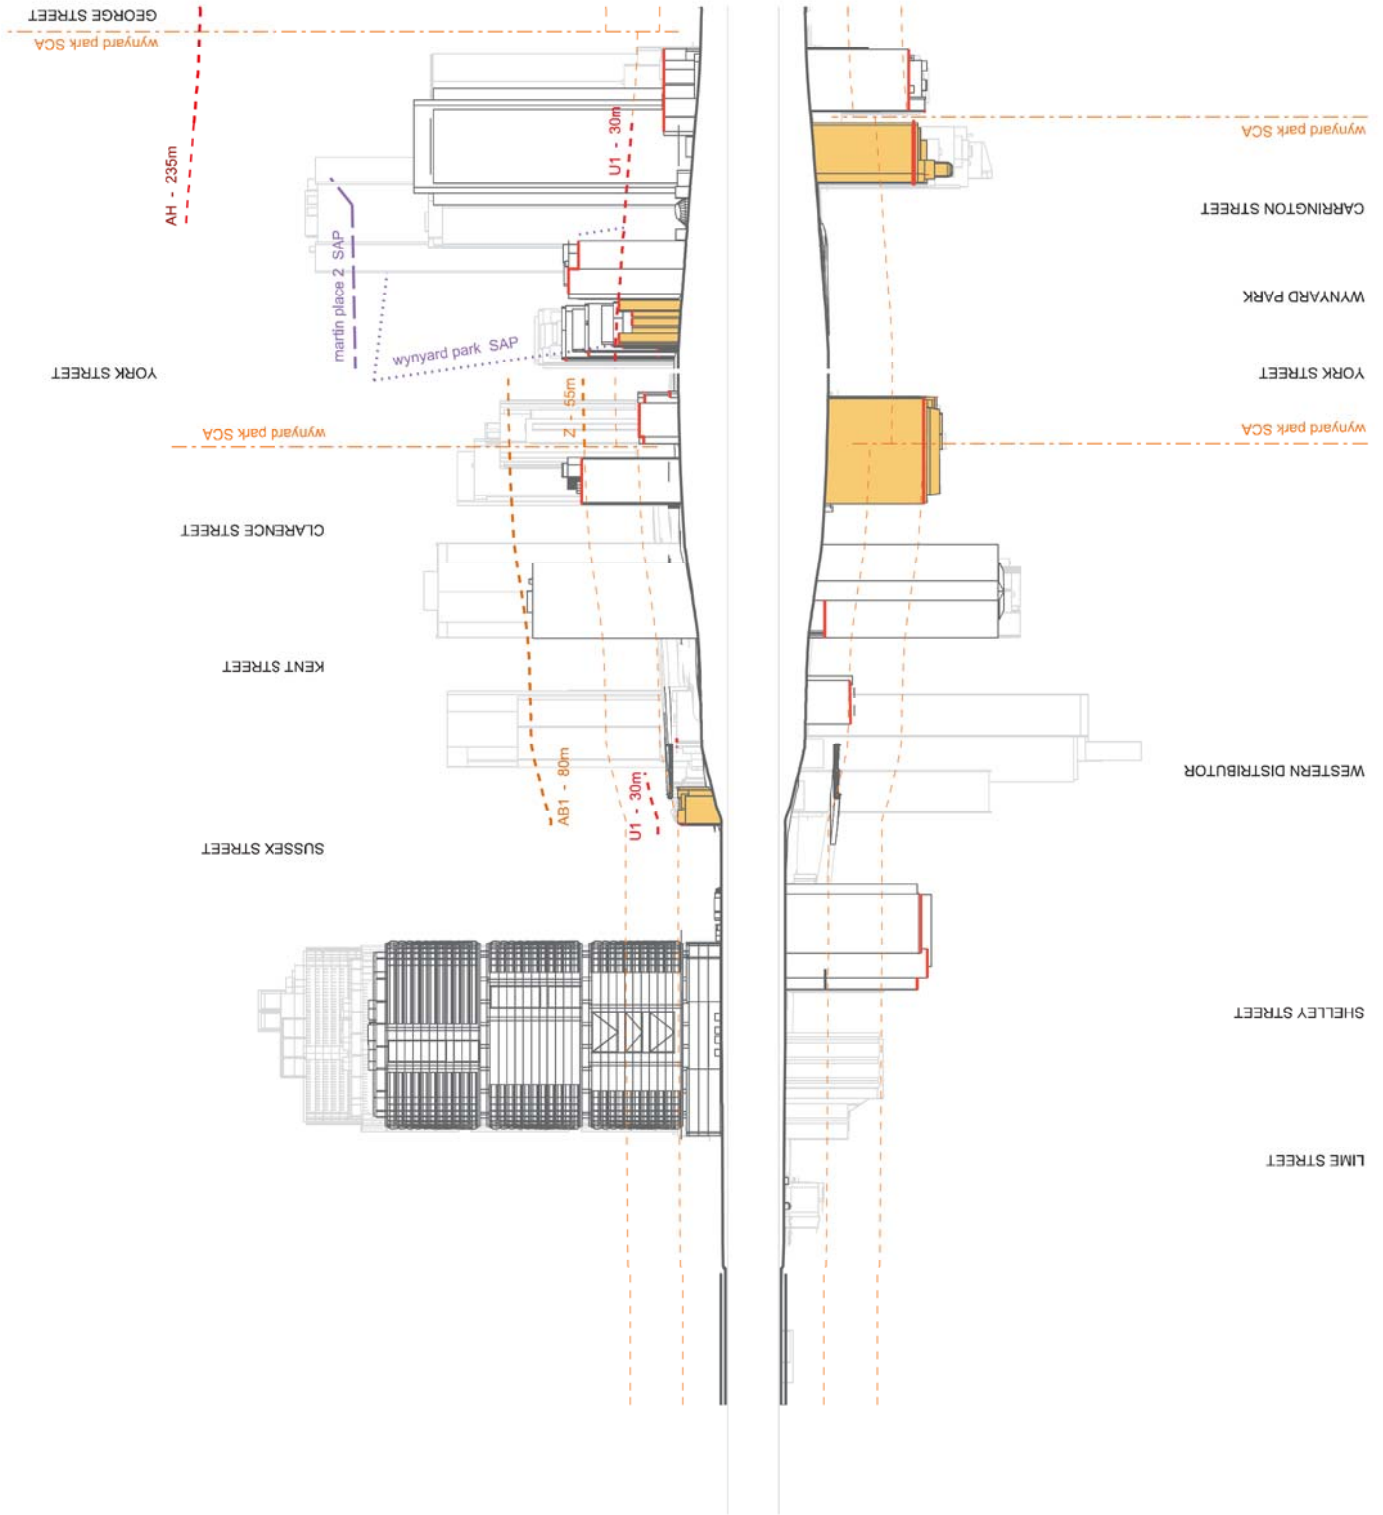 GEORGE STREET
wynyard park SCA
AH - 235m
U1 - 30m
wynyard park SCA
CARRINGTON STREET
martin place 2 SAP
WYNYARD PARK
wynyard park SAP
YORK STREET
YORK STREET
Z - 55m
wynyard park SCA
wynyard park SCA
CLARENCE STREET
KENT STREET
WESTERN DISTRIBUTOR
AB1 - 80m
U1 - 30m
SUSSEX STREET
SHELLEY STREET
LIME STREET